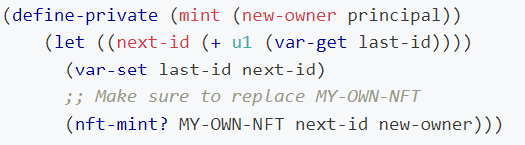 (define-private (mint (new-owner principal))
    (let ((next-id (+ u1 (var-get last-id))))
      (var-set last-id next-id)
      ;; Make sure to replace MY-OWN-NFT
      (nft-mint? MY-OWN-NFT next-id new-owner)))